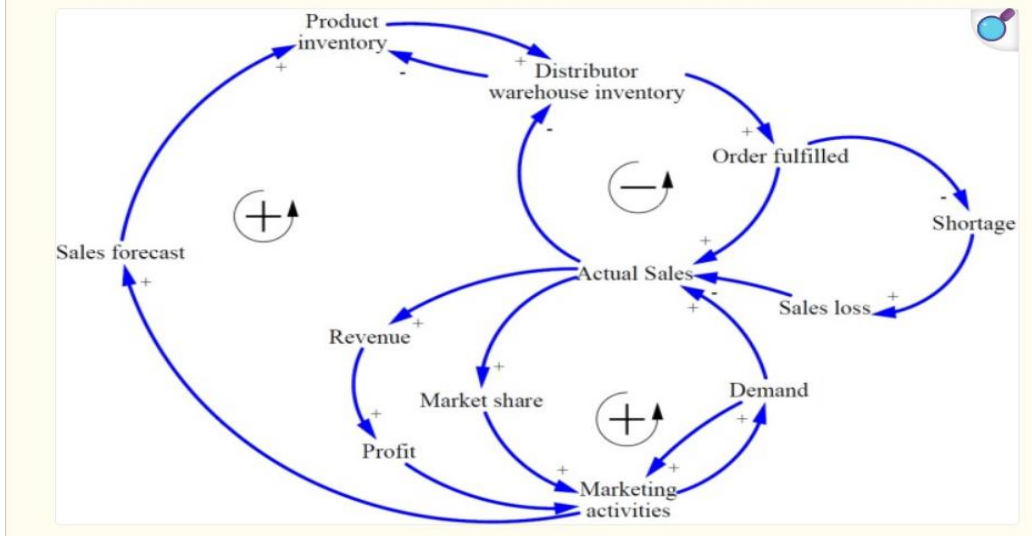 Product
inventory
+
-
+
Distributor
warehouse inventory
-
+
Order fulfilled
-
Shortage
+
−
Sales forecast
+
+
Actual Sales
-
+
+
Sales loss
Revenue
+
+
Market share
Demand
+
+
+
Profit
+
+
Marketing
activities